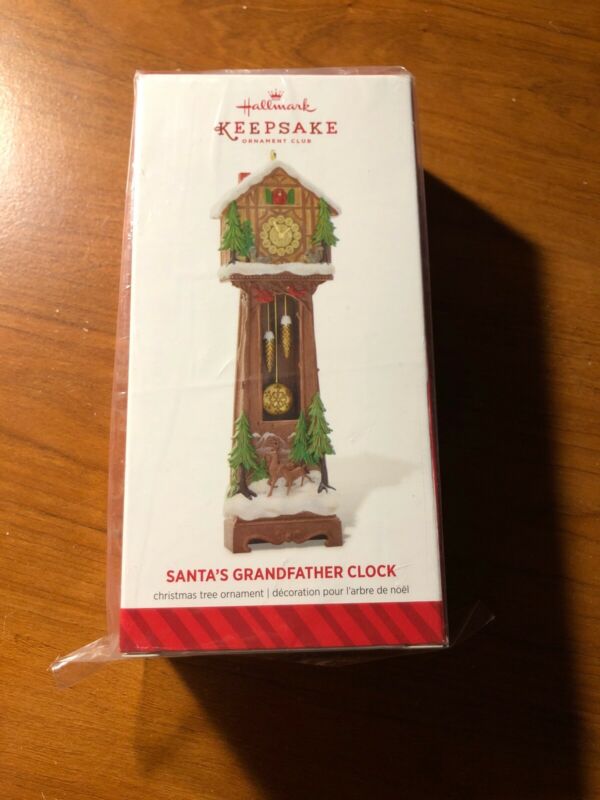 Hallmark
KEEPSAKE
ORNAMENT CLUB
SANTA'S GRANDFATHER CLOCK
christmas tree ornament | décoration pour l'arbre de noël